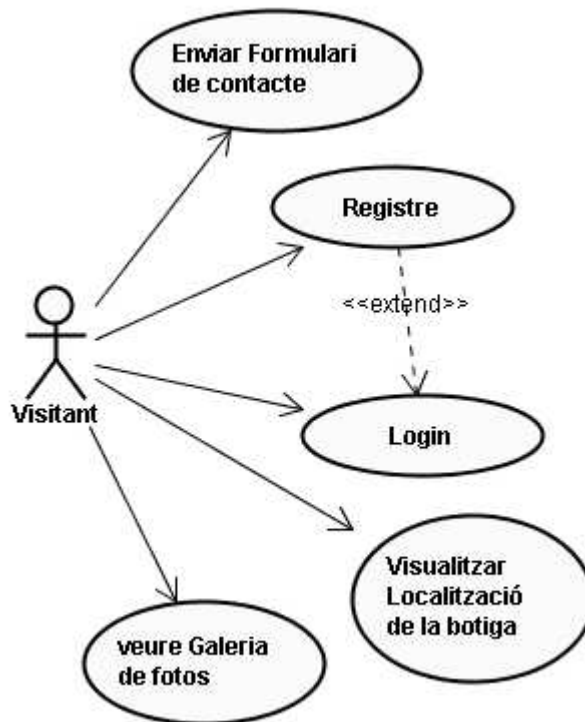 Enviar Formulari
de contacte
Registre
<<extend>>
Visitant
Login
Visualitzar
Localització
de la botiga
veure Galeria
de fotos